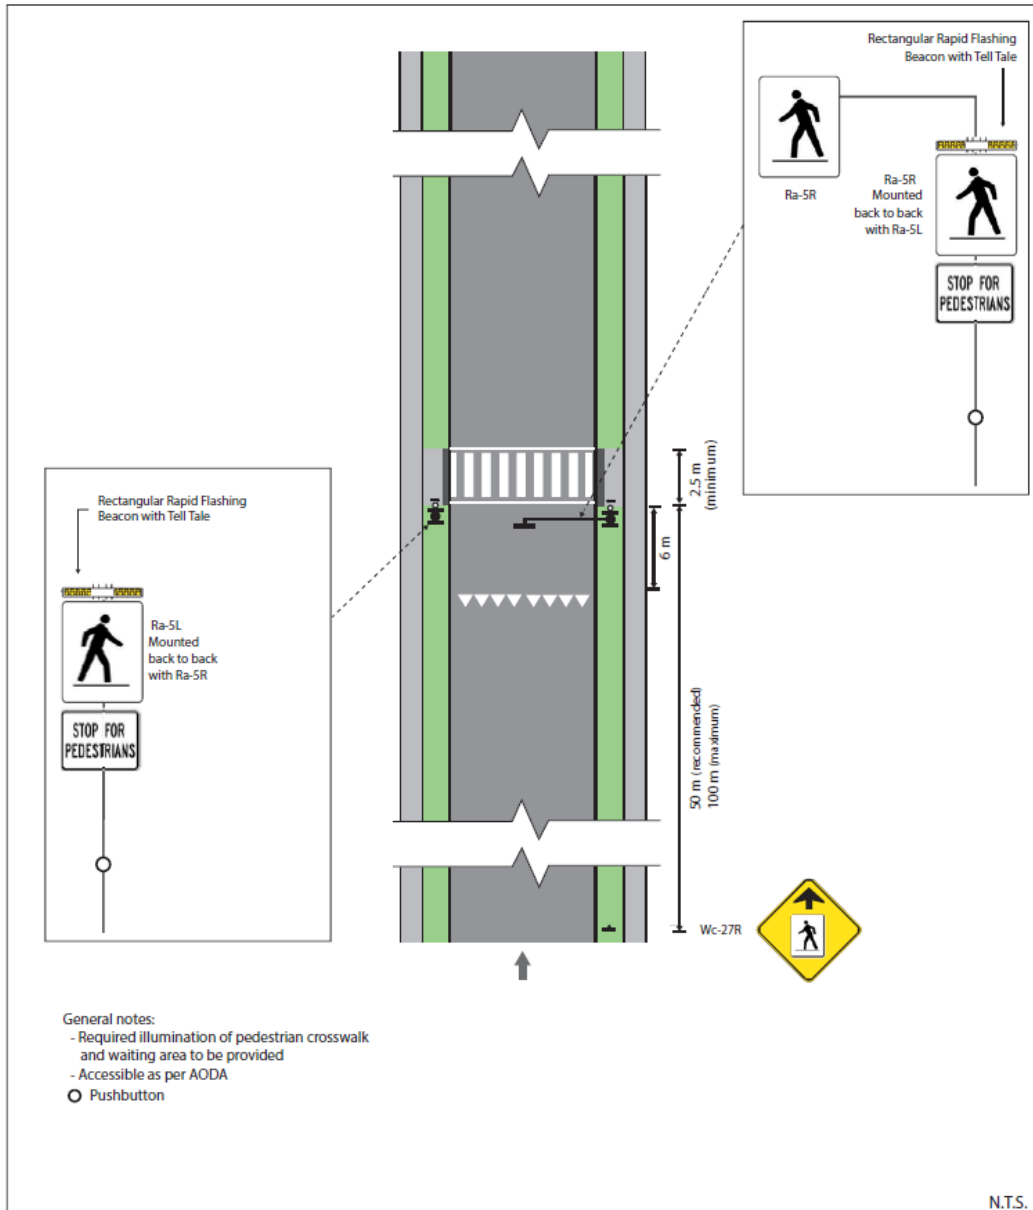 Rectangular Rapid Flashing
Beacon with Tell Tale
Ra-5R
Ra-5R
Mounted
back to back
with Ra-5L
STOP FOR
PEDESTRIANS
2.5 m
(minimum)
6 m
50 m (recommended)
100 m (maximum)
Rectangular Rapid Flashing
Beacon with Tell Tale
Ra-5L
Mounted
back to back
with Ra-5R
STOP FOR
PEDESTRIANS
Wc-27R
General notes:
- Required illumination of pedestrian crosswalk
and waiting area to be provided
- Accessible as per AODA
Pushbutton
N.T.S.